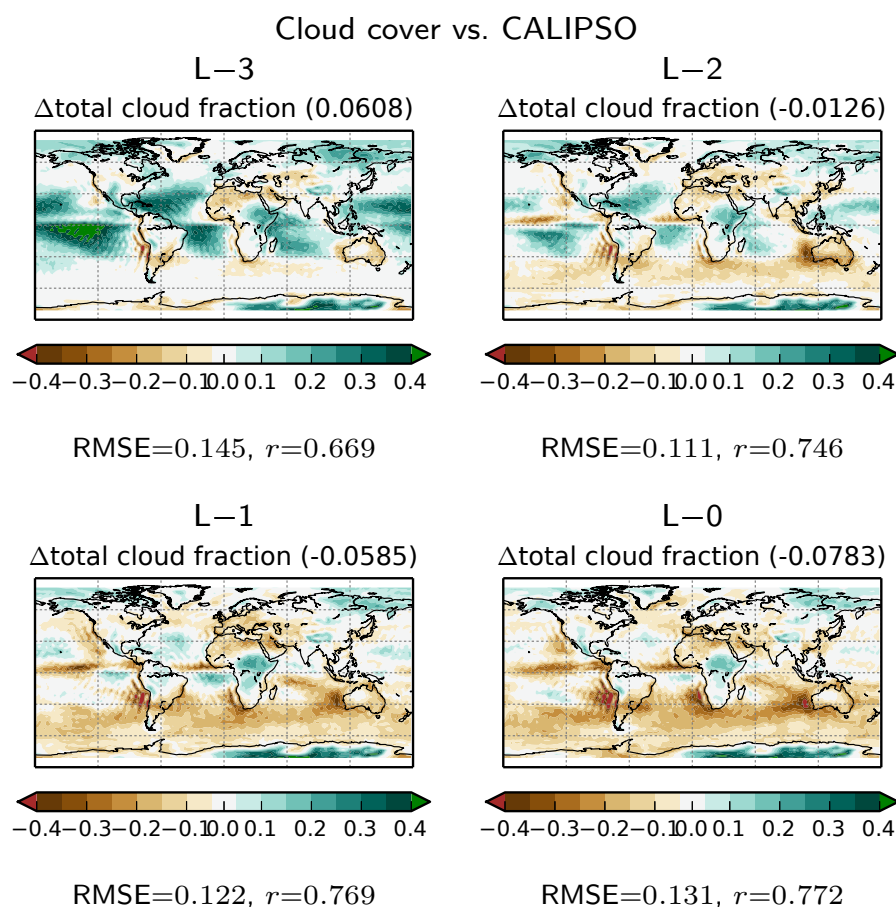 Cloud cover vs. CALIPSO
L−3
Δtotal cloud fraction (0.0608)
−0.4−0.3−0.2−0.10.0 0.1 0.2 0.3 0.4
RMSE=0.145, r=0.669
L−2
Δtotal cloud fraction (-0.0126)
−0.4−0.3−0.2−0.10.0 0.1 0.2 0.3 0.4
RMSE=0.111, r=0.746
L−1
Δtotal cloud fraction (-0.0585)
−0.4−0.3−0.2−0.10.0 0.1 0.2 0.3 0.4
RMSE=0.122, r=0.769
L−0
Δtotal cloud fraction (-0.0783)
−0.4−0.3−0.2−0.10.0 0.1 0.2 0.3 0.4
RMSE=0.131, r=0.772